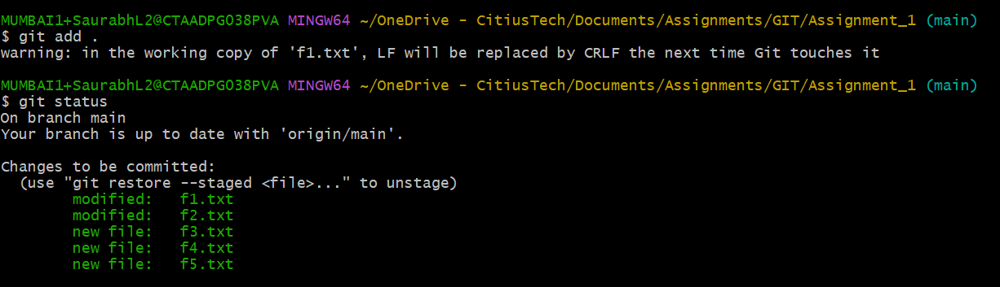 MUMBAI1+SaurabhL2@CTAADPG038PVA MINGW64 ~/OneDrive - CitiusTech/Documents/Assignments/GIT/Assignment_1 (main)
$ git add .
warning: in the working copy of 'f1.txt', LF will be replaced by CRLF the next time Git touches it

MUMBAI1+SaurabhL2@CTAADPG038PVA MINGW64 ~/OneDrive - CitiusTech/Documents/Assignments/GIT/Assignment_1 (main)
$ git status
On branch main
Your branch is up to date with 'origin/main'.

Changes to be committed:
  (use "git restore --staged <file>..." to unstage)
        modified:   f1.txt
        modified:   f2.txt
        new file:   f3.txt
        new file:   f4.txt
        new file:   f5.txt